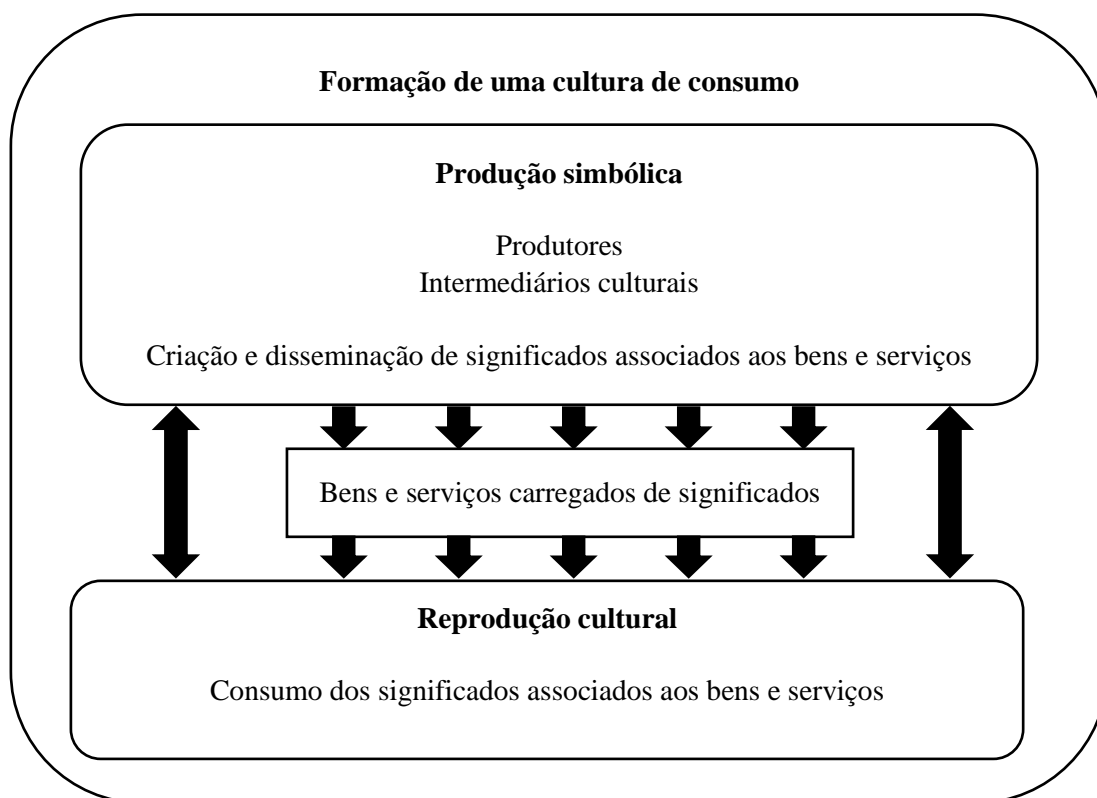 Formação de uma cultura de consumo
Produção simbólica
Produtores
Intermediários culturais
Criação e disseminação de significados associados aos bens e serviços
Bens e serviços carregados de significados
Reprodução cultural
Consumo dos significados associados aos bens e serviços